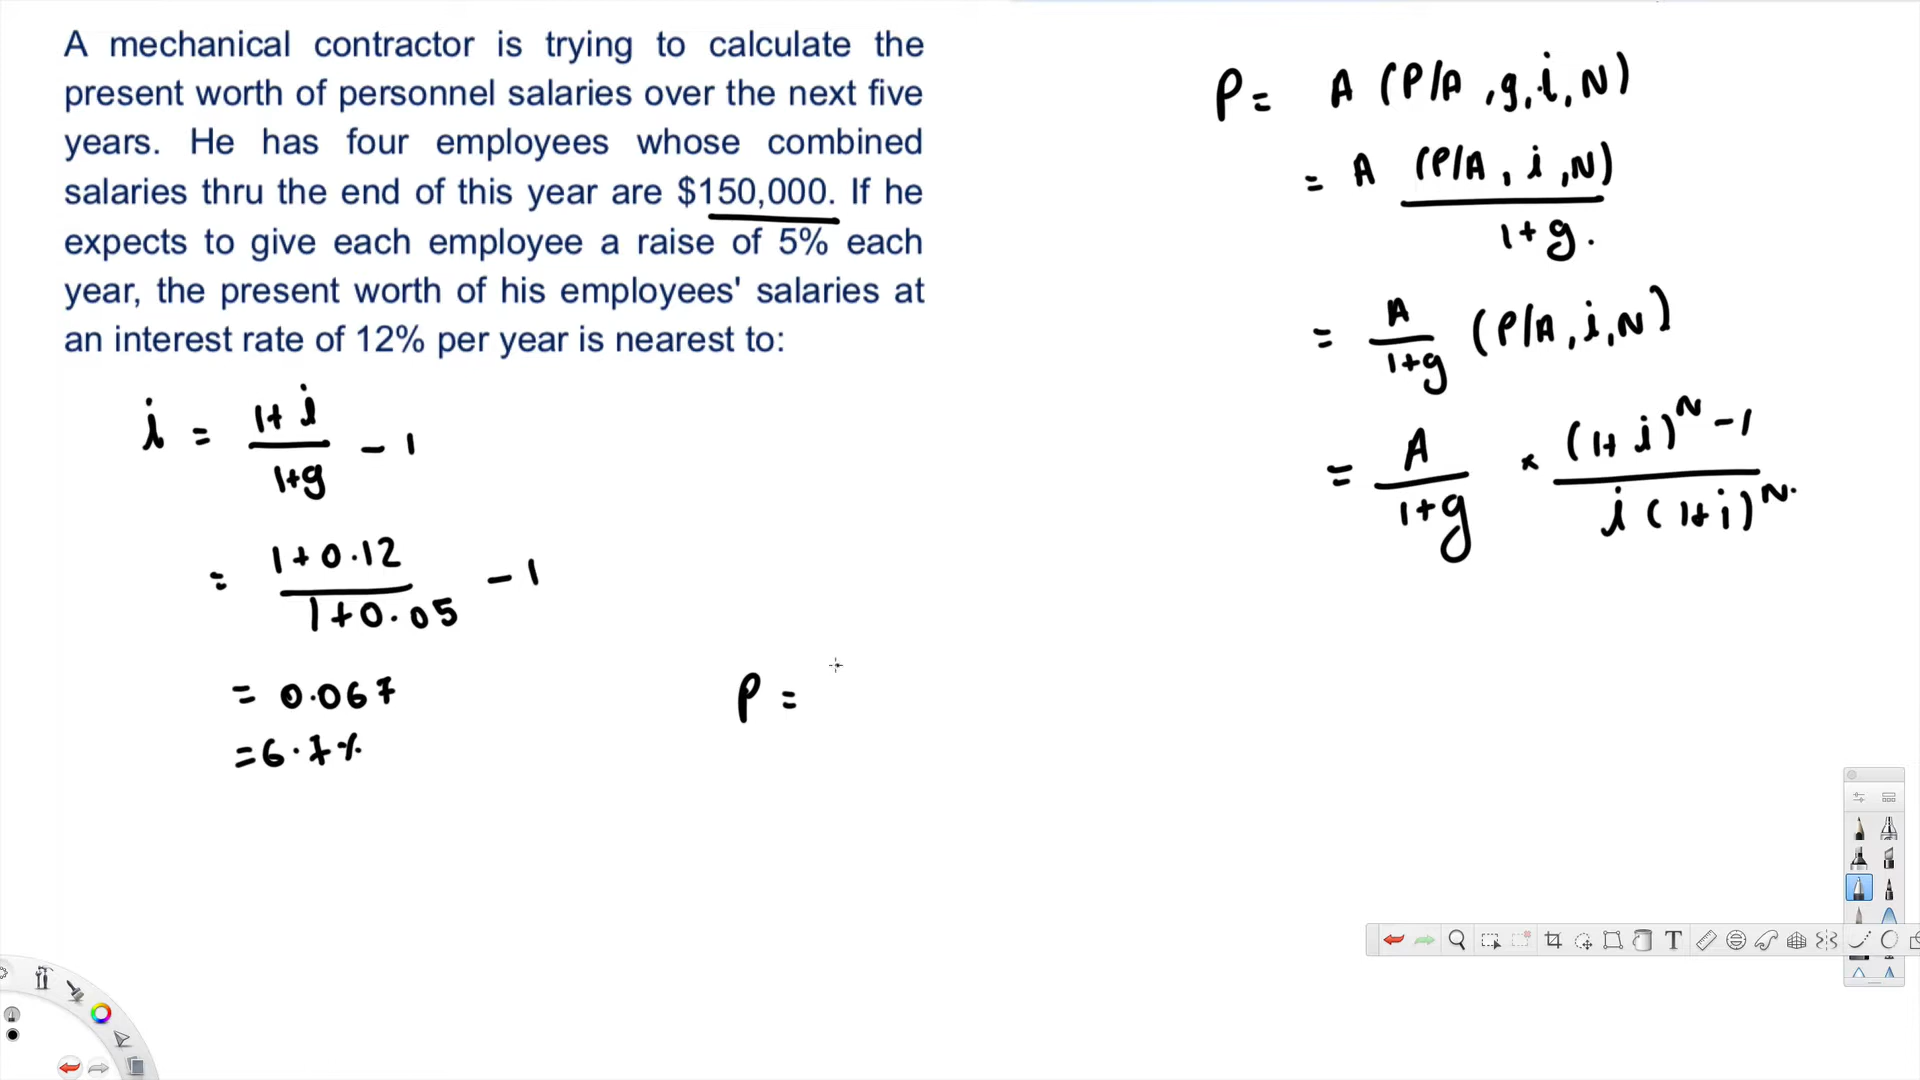 A mechanical contractor is trying to calculate the
present worth of personnel salaries over the next five
years. He has four employees whose combined
salaries thru the end of this year are $150,000. If he
expects to give each employee a raise of 5% each
year, the present worth of his employees' salaries at
an interest rate of 12% per year is nearest to:
i = (1+i)/(1+g) - 1
= (1+0.12)/(1+0.05) - 1
= 0.067
= 6.7%
P =
P = A (P/A, g, i, N)
= A (P/A, i, N)/(1+g).
= A/(1+g) (P/A, i, N)
= A/(1+g) × ((1+i)^N - 1)/(i(1+i)^N).
T